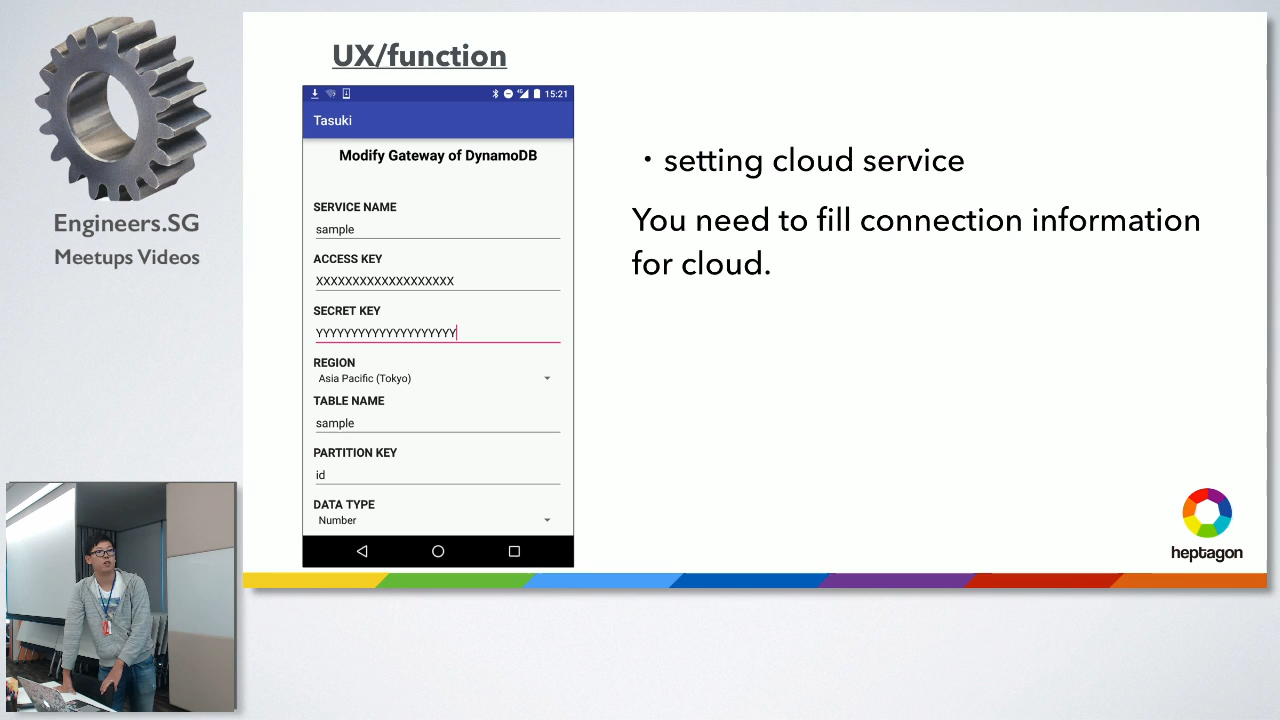 Engineers.SG
Meetups Videos
UX/function
15:21
Tasuki
Modify Gateway of DynamoDB
SERVICE NAME
sample
ACCESS KEY
XXXXXXXXXXXXXXXXXXX
SECRET KEY
YYYYYYYYYYYYYYYYYYYY
REGION
Asia Pacific (Tokyo)
TABLE NAME
sample
PARTITION KEY
id
DATA TYPE
Number
・setting cloud service
You need to fill connection information
for cloud.
heptagon